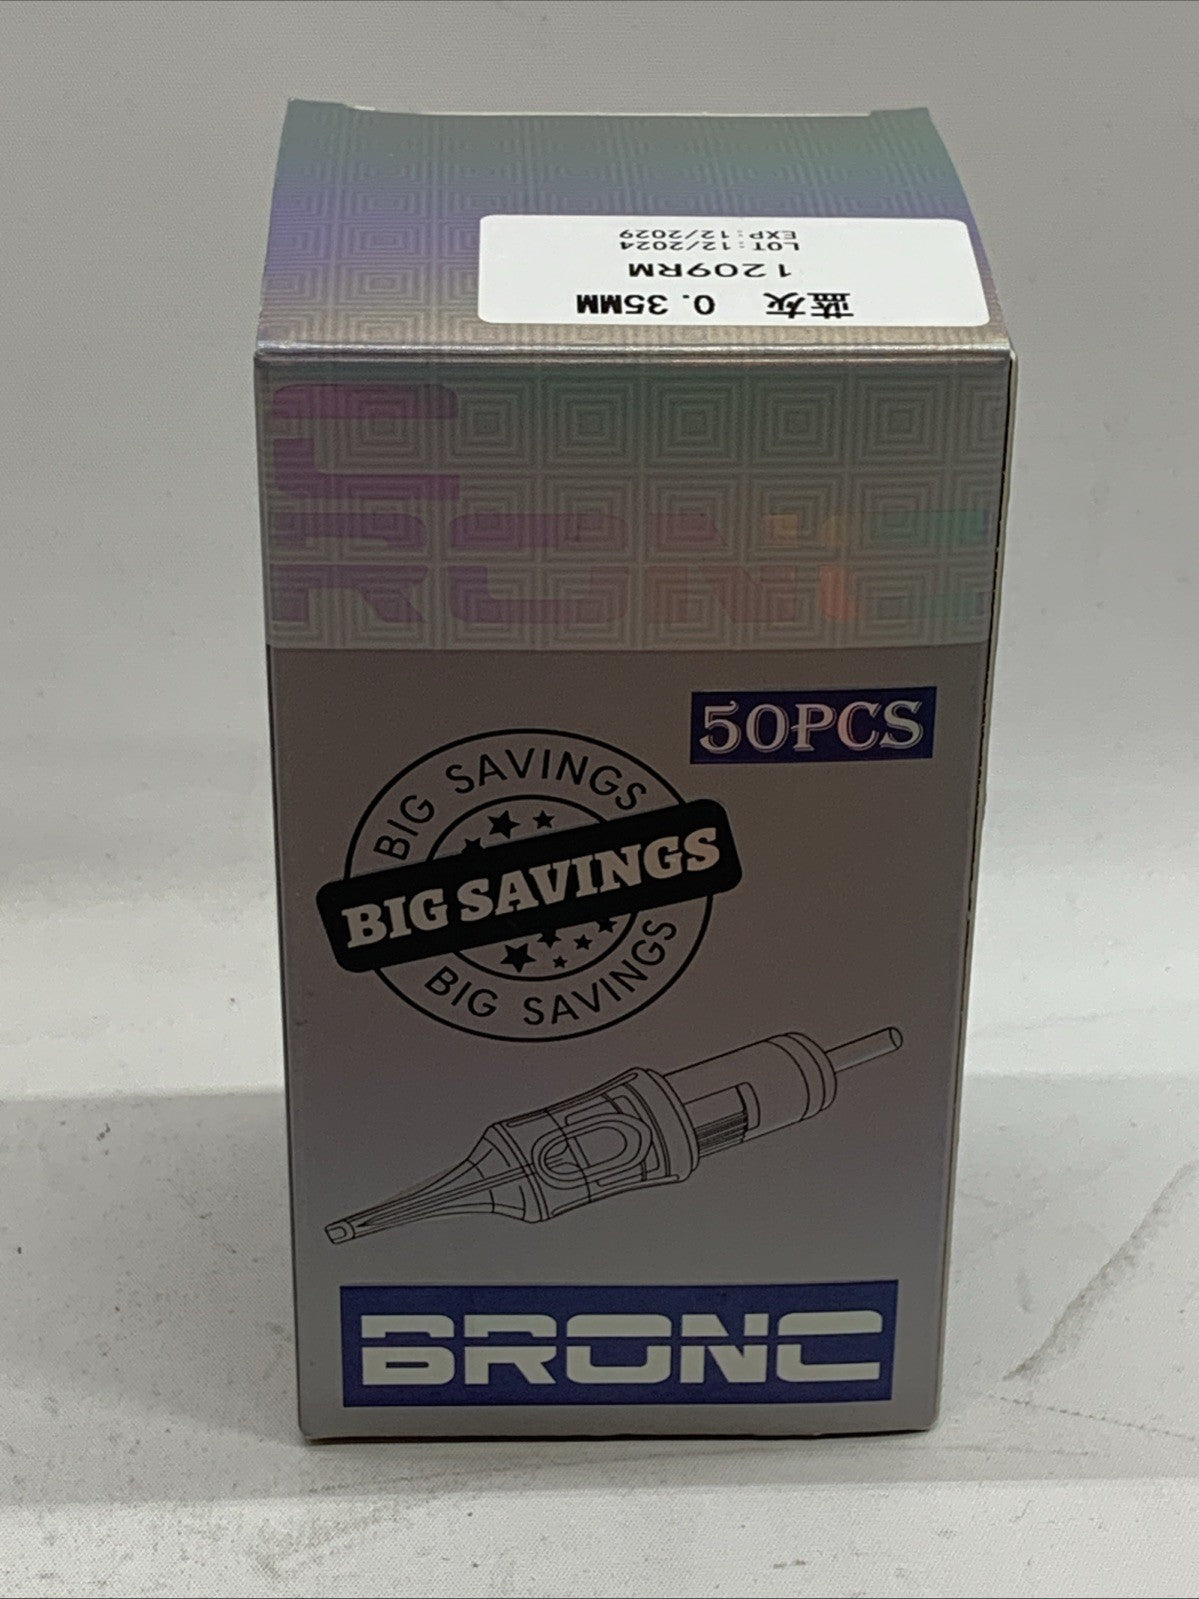 蓝灰 0.35MM
1209RM
LOT:12/2024
EXP:12/2029
BRONC
50PCS
BIG SAVINGS
BIG SAVINGS
BIG SAVINGS
BRONC